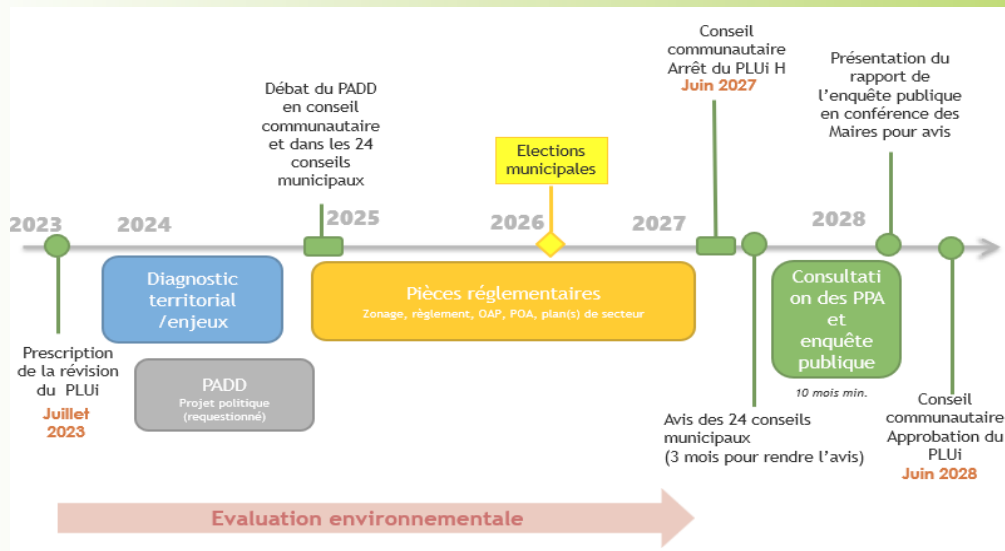 Conseil
communautaire
Arrêt du PLUi H
Juin 2027
Présentation du
rapport de
l'enquête publique
en conférence des
Maires pour avis
Débat du PADD
en conseil
communautaire
et dans les 24
conseils
municipaux
Elections
municipales
2023
2024
2025
2026
2027
2028
Diagnostic
territorial
/enjeux
Pièces réglementaires
Zonage, règlement, OAP, POA, plan(s) de secteur
Consultati
on des PPA
et
enquête
publique
10 mois min.
Prescription
de la révision
du PLUi
Juillet
2023
PADD
Projet politique
(requestionné)
Avis des 24 conseils
municipaux
(3 mois pour rendre l'avis)
Conseil
communautaire
Approbation du
PLUi
Juin 2028
Evaluation environnementale